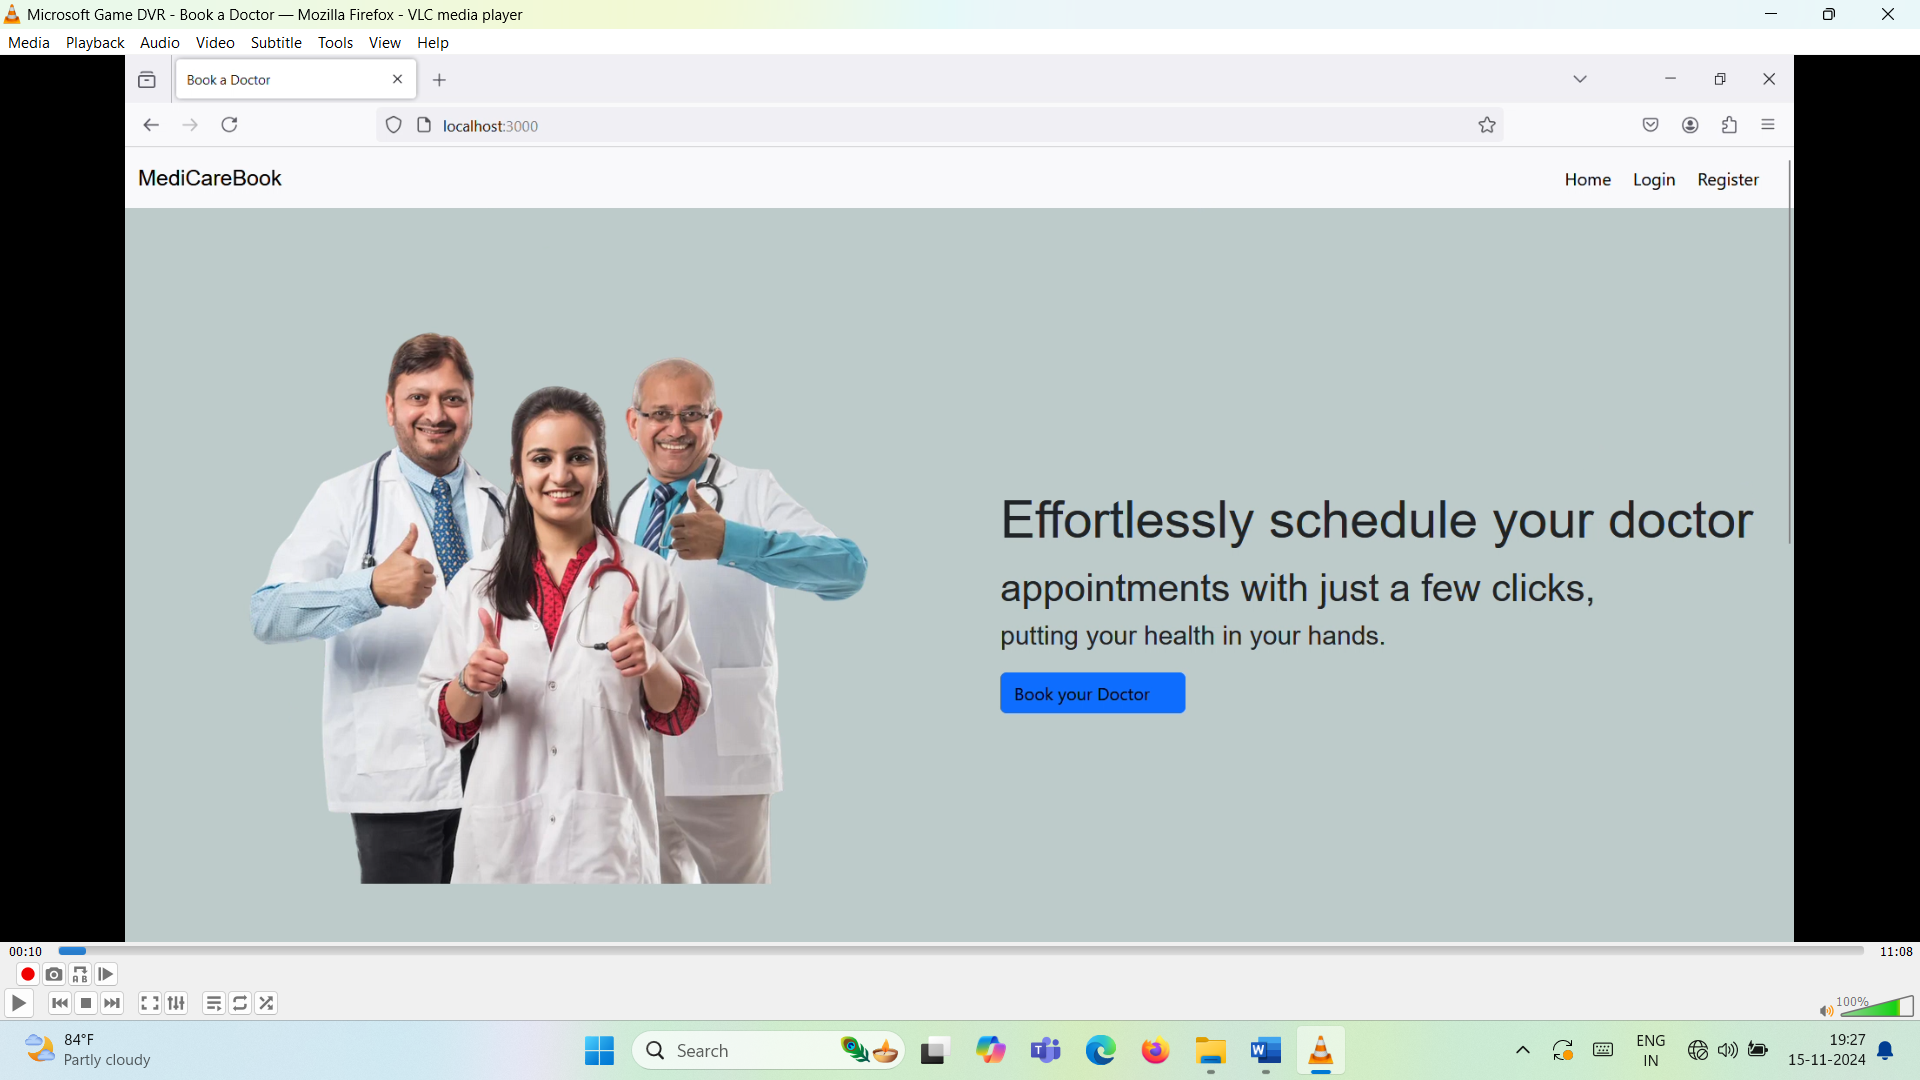 Microsoft Game DVR - Book a Doctor — Mozilla Firefox - VLC media player
Media Playback Audio Video Subtitle Tools View Help
Book a Doctor
localhost:3000
MediCareBook
Home Login Register
Effortlessly schedule your doctor
appointments with just a few clicks,
putting your health in your hands.
Book your Doctor
00:10
11:08
A B
100%
84°F
Partly cloudy
Search
ENG
IN
19:27
15-11-2024